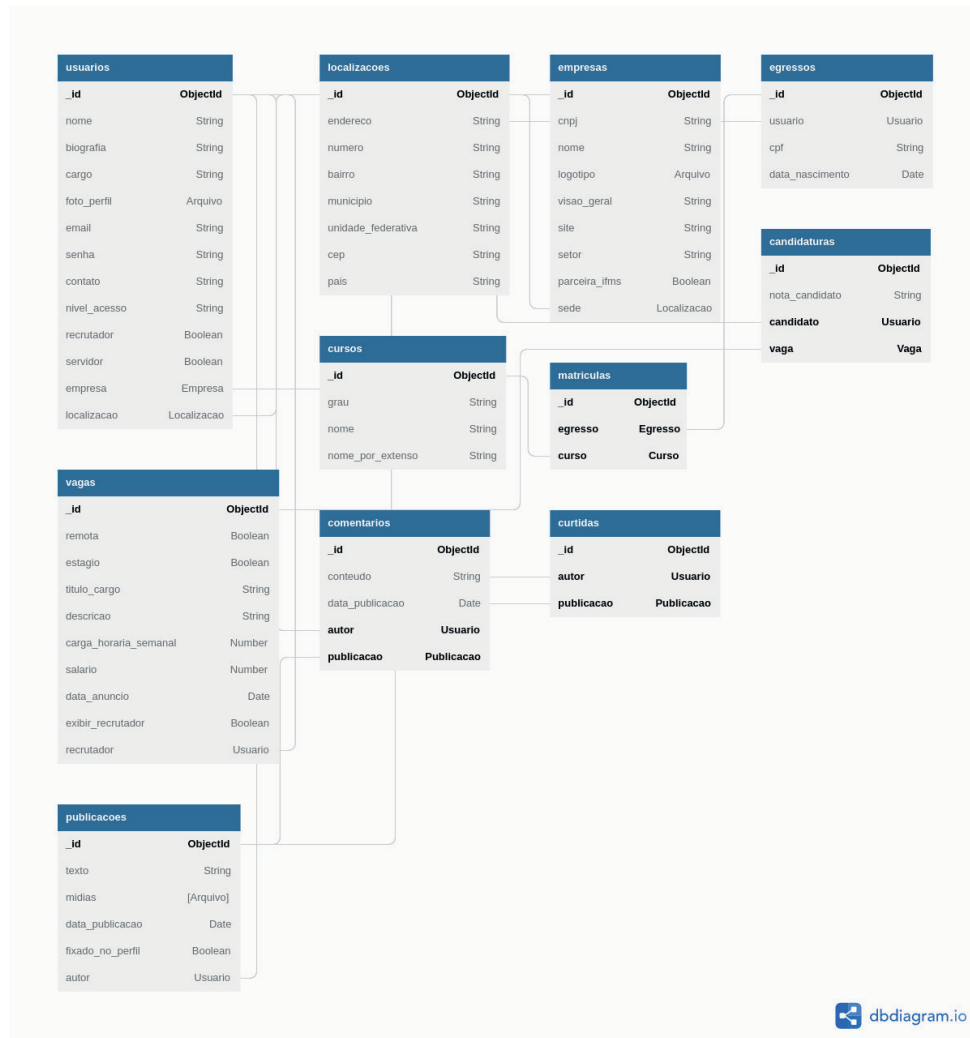 usuarios
_id ObjectId
nome String
biografia String
cargo String
foto_perfil Arquivo
email String
senha String
contato String
nivel_acesso String
recrutador Boolean
servidor Boolean
empresa Empresa
localizacao Localizacao
localizacoes
_id ObjectId
endereco String
numero String
bairro String
municipio String
unidade_federativa String
cep String
pais String
empresas
_id ObjectId
cnpj String
nome String
logotipo Arquivo
visao_geral String
site String
setor String
parceira_ifms Boolean
sede Localizacao
egressos
_id ObjectId
usuario Usuario
cpf String
data_nascimento Date
candidaturas
_id ObjectId
nota_candidato String
candidato Usuario
vaga Vaga
cursos
_id ObjectId
grau String
nome String
nome_por_extenso String
matriculas
_id ObjectId
egresso Egresso
curso Curso
vagas
_id ObjectId
remota Boolean
estagio Boolean
titulo_cargo String
descricao String
carga_horaria_semanal Number
salario Number
data_anuncio Date
exibir_recrutador Boolean
recrutador Usuario
comentarios
_id ObjectId
conteudo String
data_publicacao Date
autor Usuario
publicacao Publicacao
curtidas
_id ObjectId
autor Usuario
publicacao Publicacao
publicacoes
_id ObjectId
texto String
midias [Arquivo]
data_publicacao Date
fixado_no_perfil Boolean
autor Usuario
dbdiagram.io